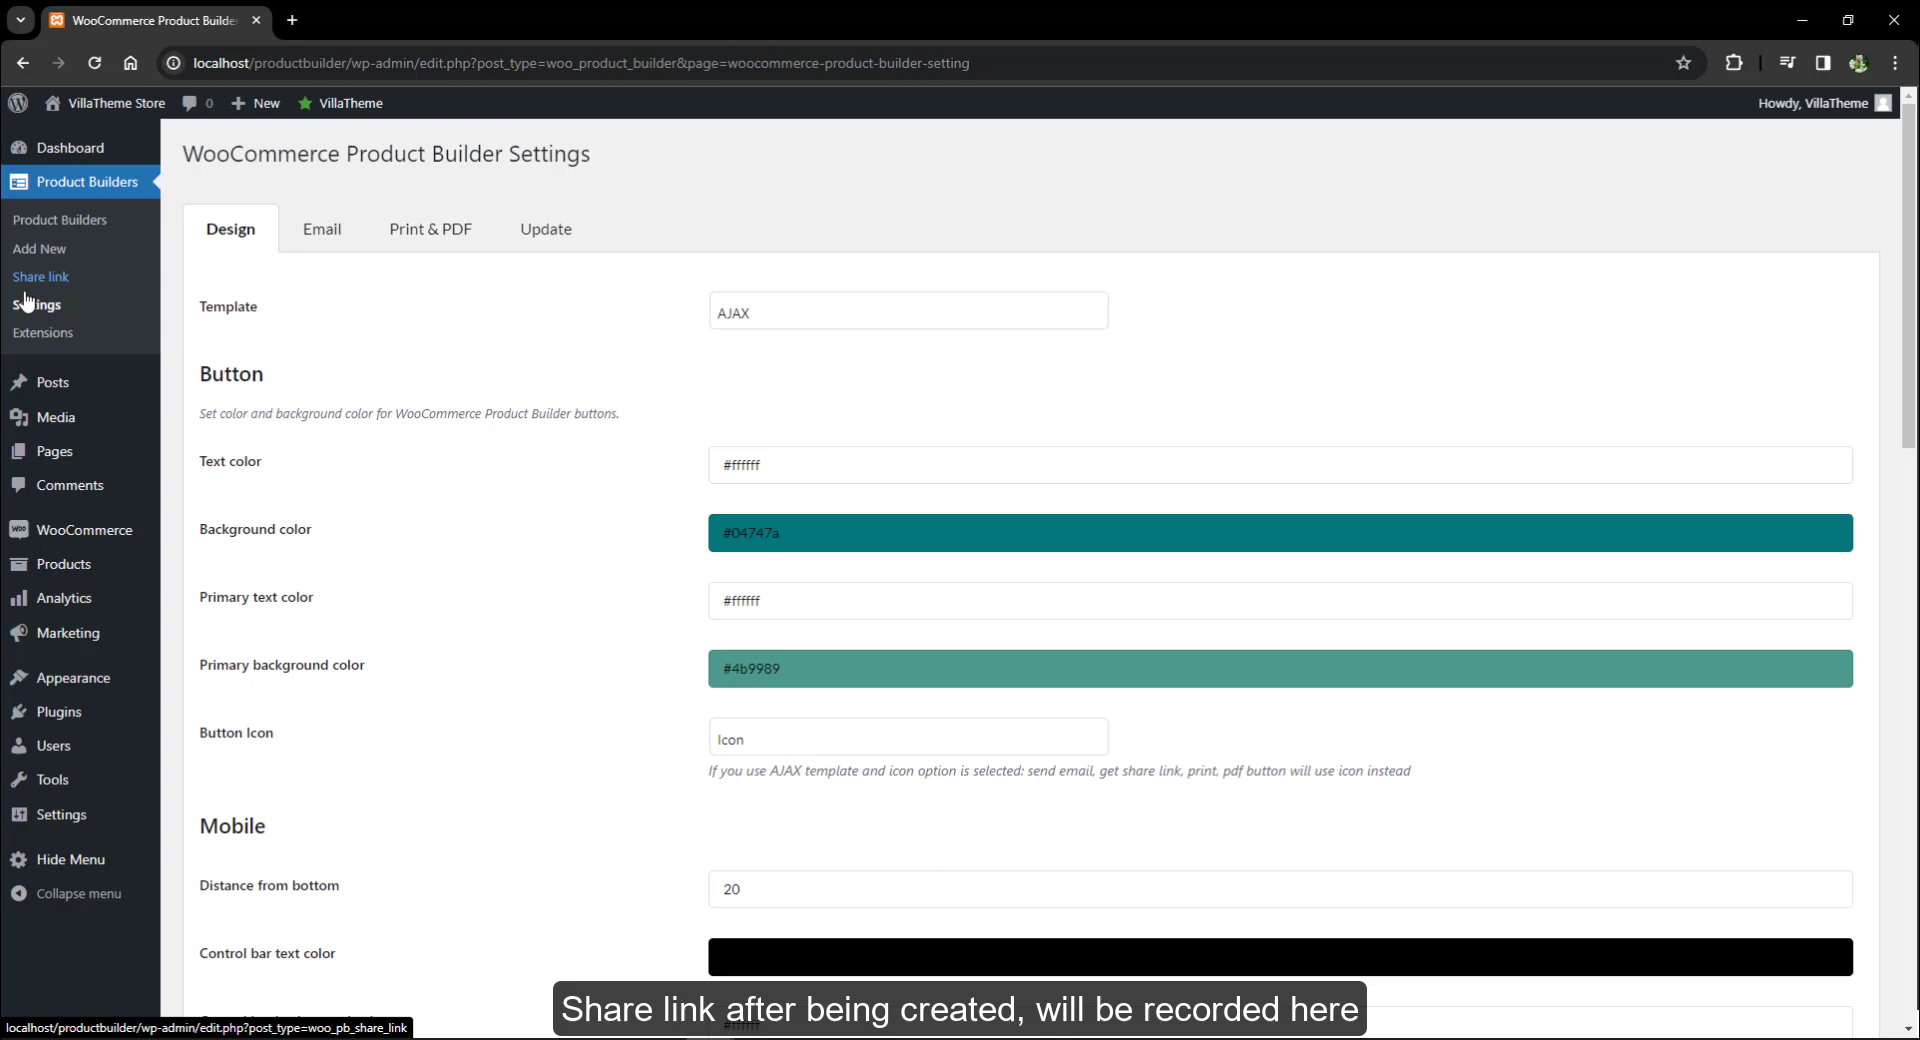 WooCommerce Product Builde
localhost/productbuilder/wp-admin/edit.php?post_type=woo_product_builder&page=woocommerce-product-builder-setting
VillaTheme Store 0 New VillaTheme Howdy, VillaTheme
Dashboard
Product Builders
Product Builders
Add New
Share link
Settings
Extensions
Posts
Media
Pages
Comments
WooCommerce
Products
Analytics
Marketing
Appearance
Plugins
Users
Tools
Settings
Hide Menu
Collapse menu
WooCommerce Product Builder Settings
Design Email Print & PDF Update
Template AJAX
Button
Set color and background color for WooCommerce Product Builder buttons.
Text color #ffffff
Background color #04747a
Primary text color #ffffff
Primary background color #4b9989
Button Icon Icon
If you use AJAX template and icon option is selected: send email, get share link, print, pdf button will use icon instead
Mobile
Distance from bottom 20
Control bar text color
Share link after being created, will be recorded here
localhost/productbuilder/wp-admin/edit.php?post_type=woo_pb_share_link